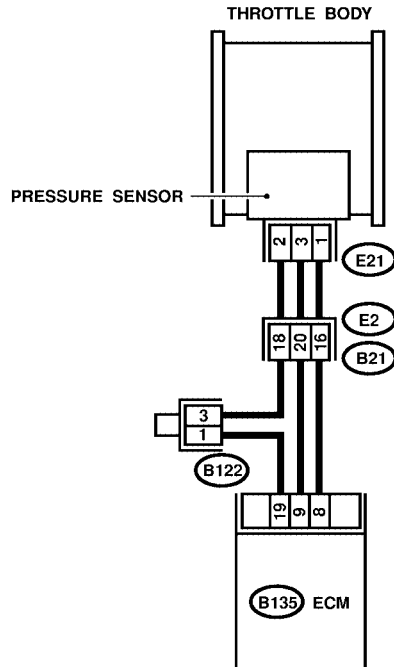 THROTTLE BODY
PRESSURE SENSOR
2 3 1
E21
E2
18 20 16
B21
3
1
B122
19 9 8
B135 ECM